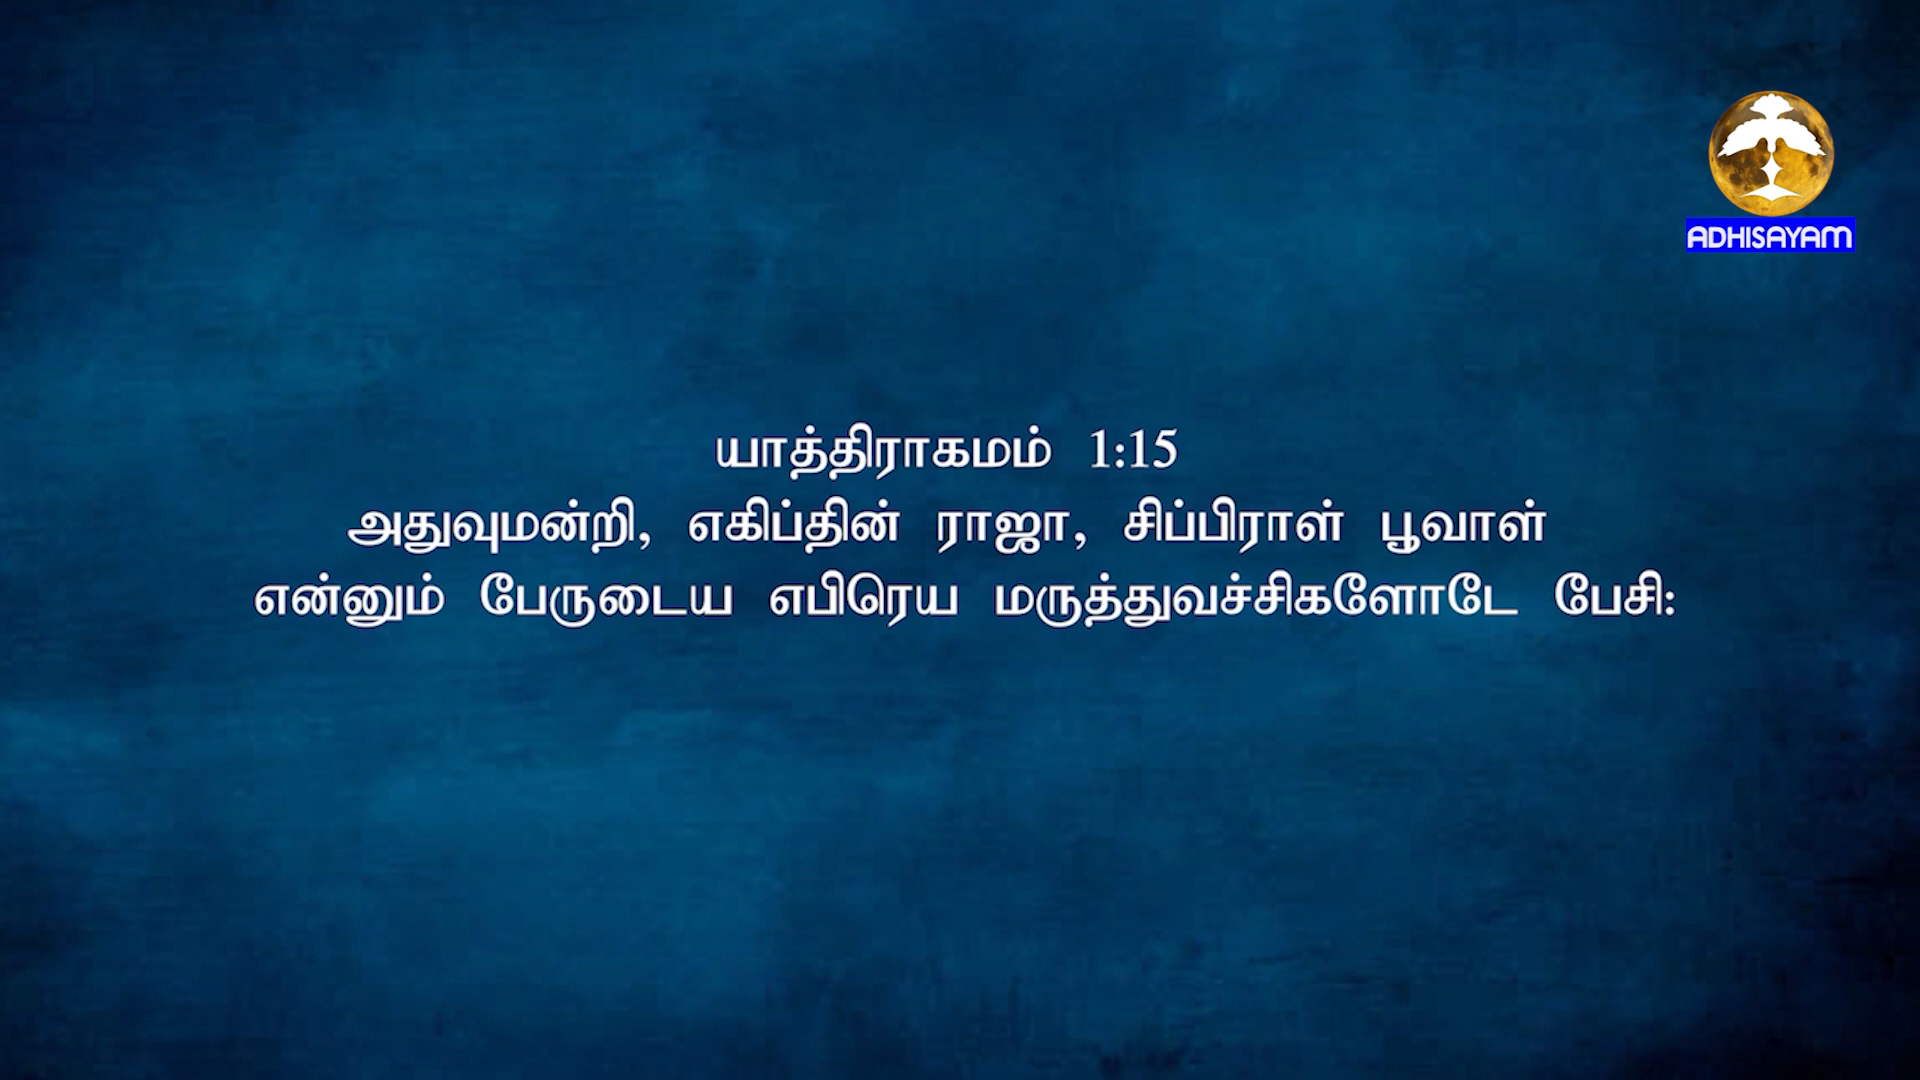 ADHISAYAM
யாத்திராகமம் 1:15
அதுவுமன்றி, எகிப்தின் ராஜா, சிப்பிராள் பூவாள்
என்னும் பேருடைய எபிரெய மருத்துவச்சிகளோடே பேசி: